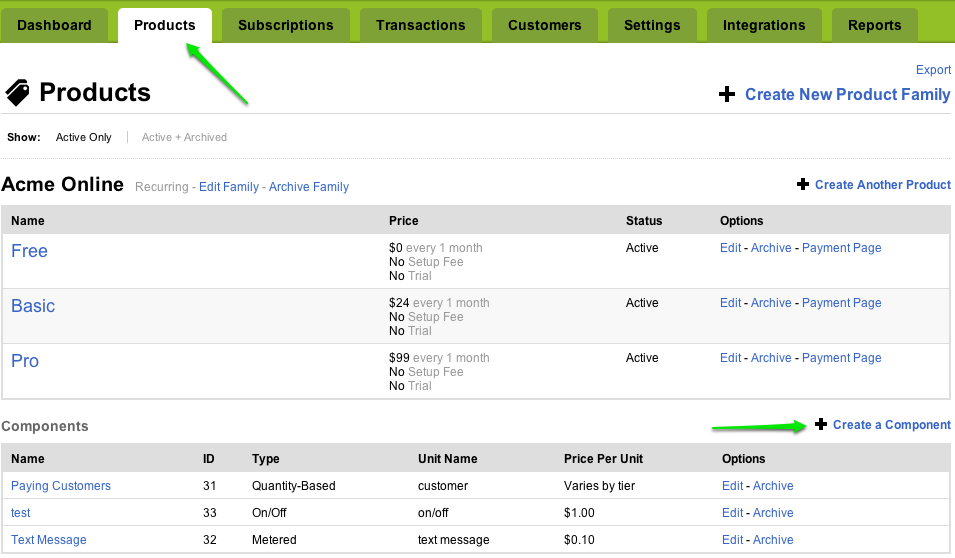 Dashboard Products Subscriptions Transactions Customers Settings Integrations Reports
Export
Products
Create New Product Family
Show: Active Only Active + Archived
Acme Online Recurring - Edit Family - Archive Family Create Another Product
Name Price Status Options
Free $0 every 1 month Active Edit - Archive - Payment Page
No Setup Fee
No Trial
Basic $24 every 1 month Active Edit - Archive - Payment Page
No Setup Fee
No Trial
Pro $99 every 1 month Active Edit - Archive - Payment Page
No Setup Fee
No Trial
Components Create a Component
Name ID Type Unit Name Price Per Unit Options
Paying Customers 31 Quantity-Based customer Varies by tier Edit - Archive
test 33 On/Off on/off $1.00 Edit - Archive
Text Message 32 Metered text message $0.10 Edit - Archive